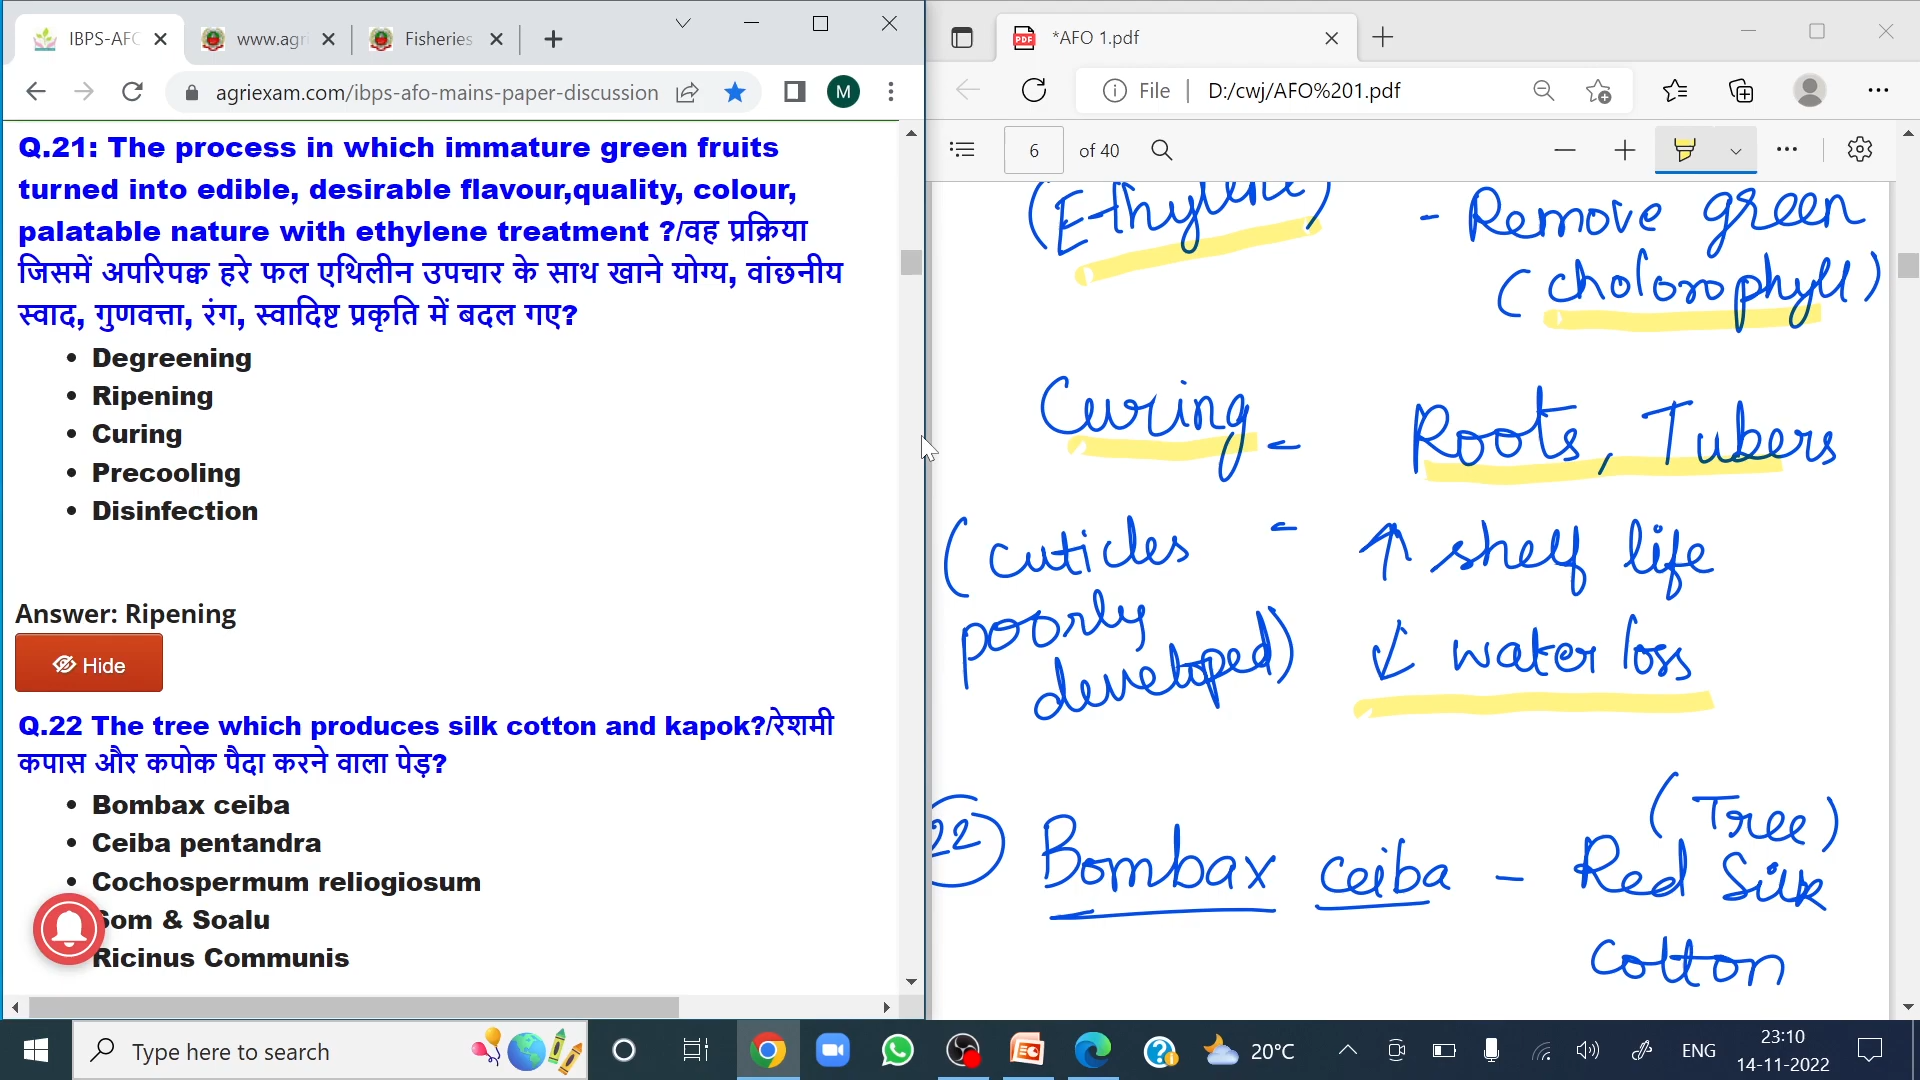 IBPS-AFC
www.agri
Fisheries
agriexam.com/ibps-afo-mains-paper-discussion
M
Q.21: The process in which immature green fruits
turned into edible, desirable flavour,quality, colour,
palatable nature with ethylene treatment ?/वह प्रक्रिया
जिसमें अपरिपक्व हरे फल एथिलीन उपचार के साथ खाने योग्य, वांछनीय
स्वाद, गुणवत्ता, रंग, स्वादिष्ट प्रकृति में बदल गए?
Degreening
Ripening
Curing
Precooling
Disinfection
Answer: Ripening
Hide
Q.22 The tree which produces silk cotton and kapok?/रेशमी
कपास और कपोक पैदा करने वाला पेड़?
Bombax ceiba
Ceiba pentandra
Cochospermum reliogiosum
Som & Soalu
Ricinus Communis
*AFO 1.pdf
File
D:/cwj/AFO%201.pdf
6 of 40
(Ethylene) - Remove green
(cholorophyll)
Curing - Roots, Tubers
(cuticles - ↑ shelf life
poorly
developed) ↓ water loss
(Tree)
22 Bombax ceiba - Red Silk
Cotton
Type here to search
20°C
ENG
23:10
14-11-2022